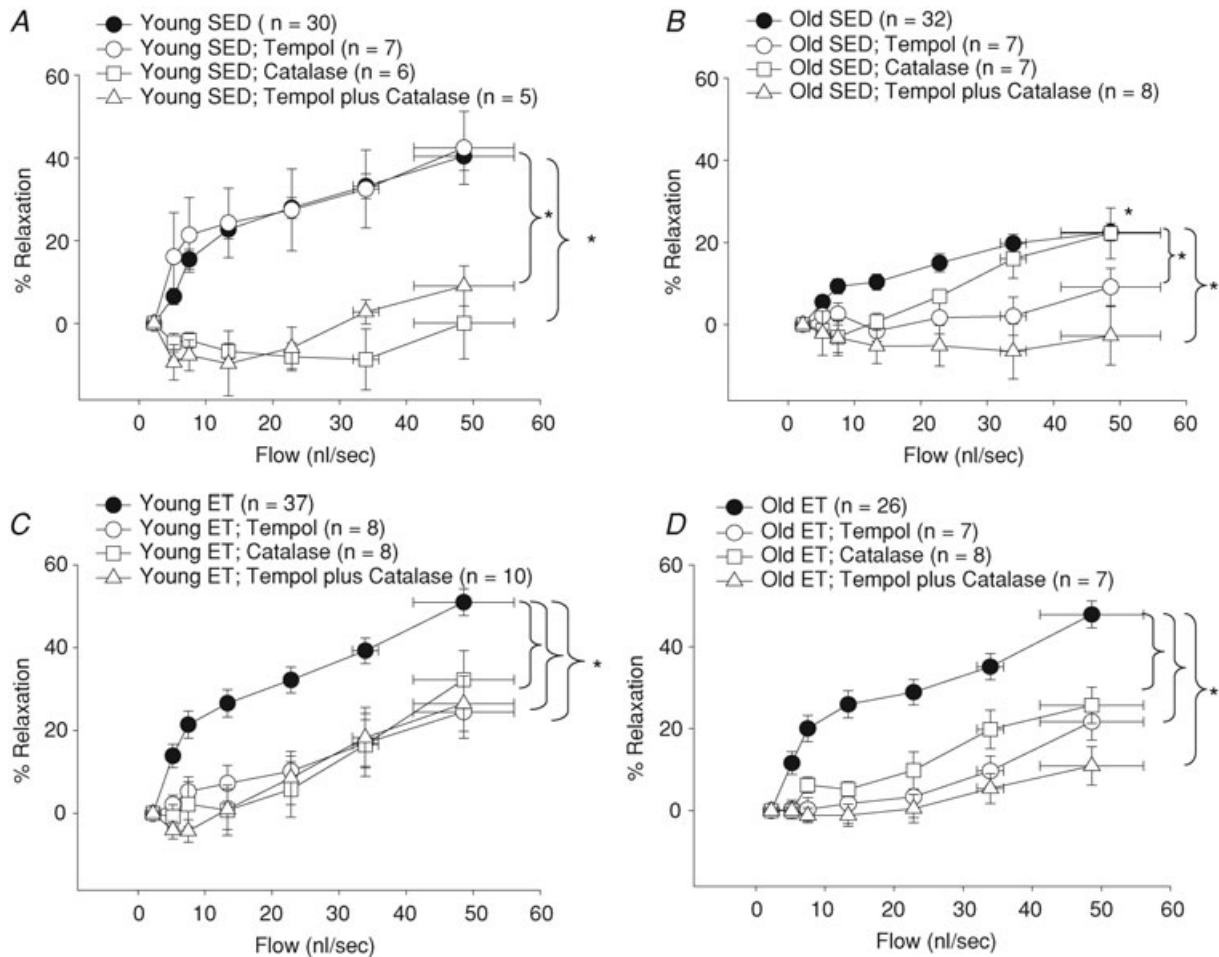 A
Young SED ( n = 30)
Young SED; Tempol (n = 7)
Young SED; Catalase (n = 6)
Young SED; Tempol plus Catalase (n = 5)
60
40
20
0
% Relaxation
*
*
0 10 20 30 40 50 60
Flow (nl/sec)
B
Old SED (n = 32)
Old SED; Tempol (n = 7)
Old SED; Catalase (n = 7)
Old SED; Tempol plus Catalase (n = 8)
60
40
20
0
% Relaxation
*
*
*
0 10 20 30 40 50 60
Flow (nl/sec)
C
Young ET (n = 37)
Young ET; Tempol (n = 8)
Young ET; Catalase (n = 8)
Young ET; Tempol plus Catalase (n = 10)
60
40
20
0
% Relaxation
*
0 10 20 30 40 50 60
Flow (nl/sec)
D
Old ET (n = 26)
Old ET; Tempol (n = 7)
Old ET; Catalase (n = 8)
Old ET; Tempol plus Catalase (n = 7)
60
40
20
0
% Relaxation
*
0 10 20 30 40 50 60
Flow (nl/sec)